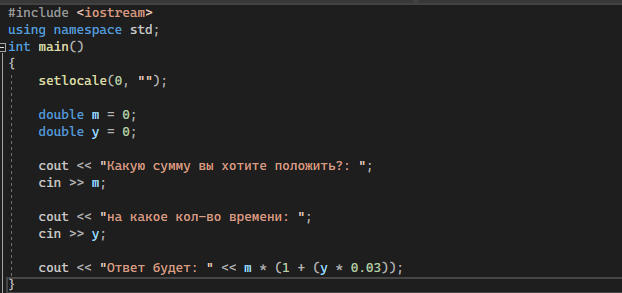 #include <iostream>
using namespace std;
int main()
{
setlocale(0, "");
double m = 0;
double y = 0;
cout << "Какую сумму вы хотите положить?: ";
cin >> m;
cout << "на какое кол-во времени: ";
cin >> y;
cout << "Ответ будет: " << m * (1 + (y * 0.03));
}